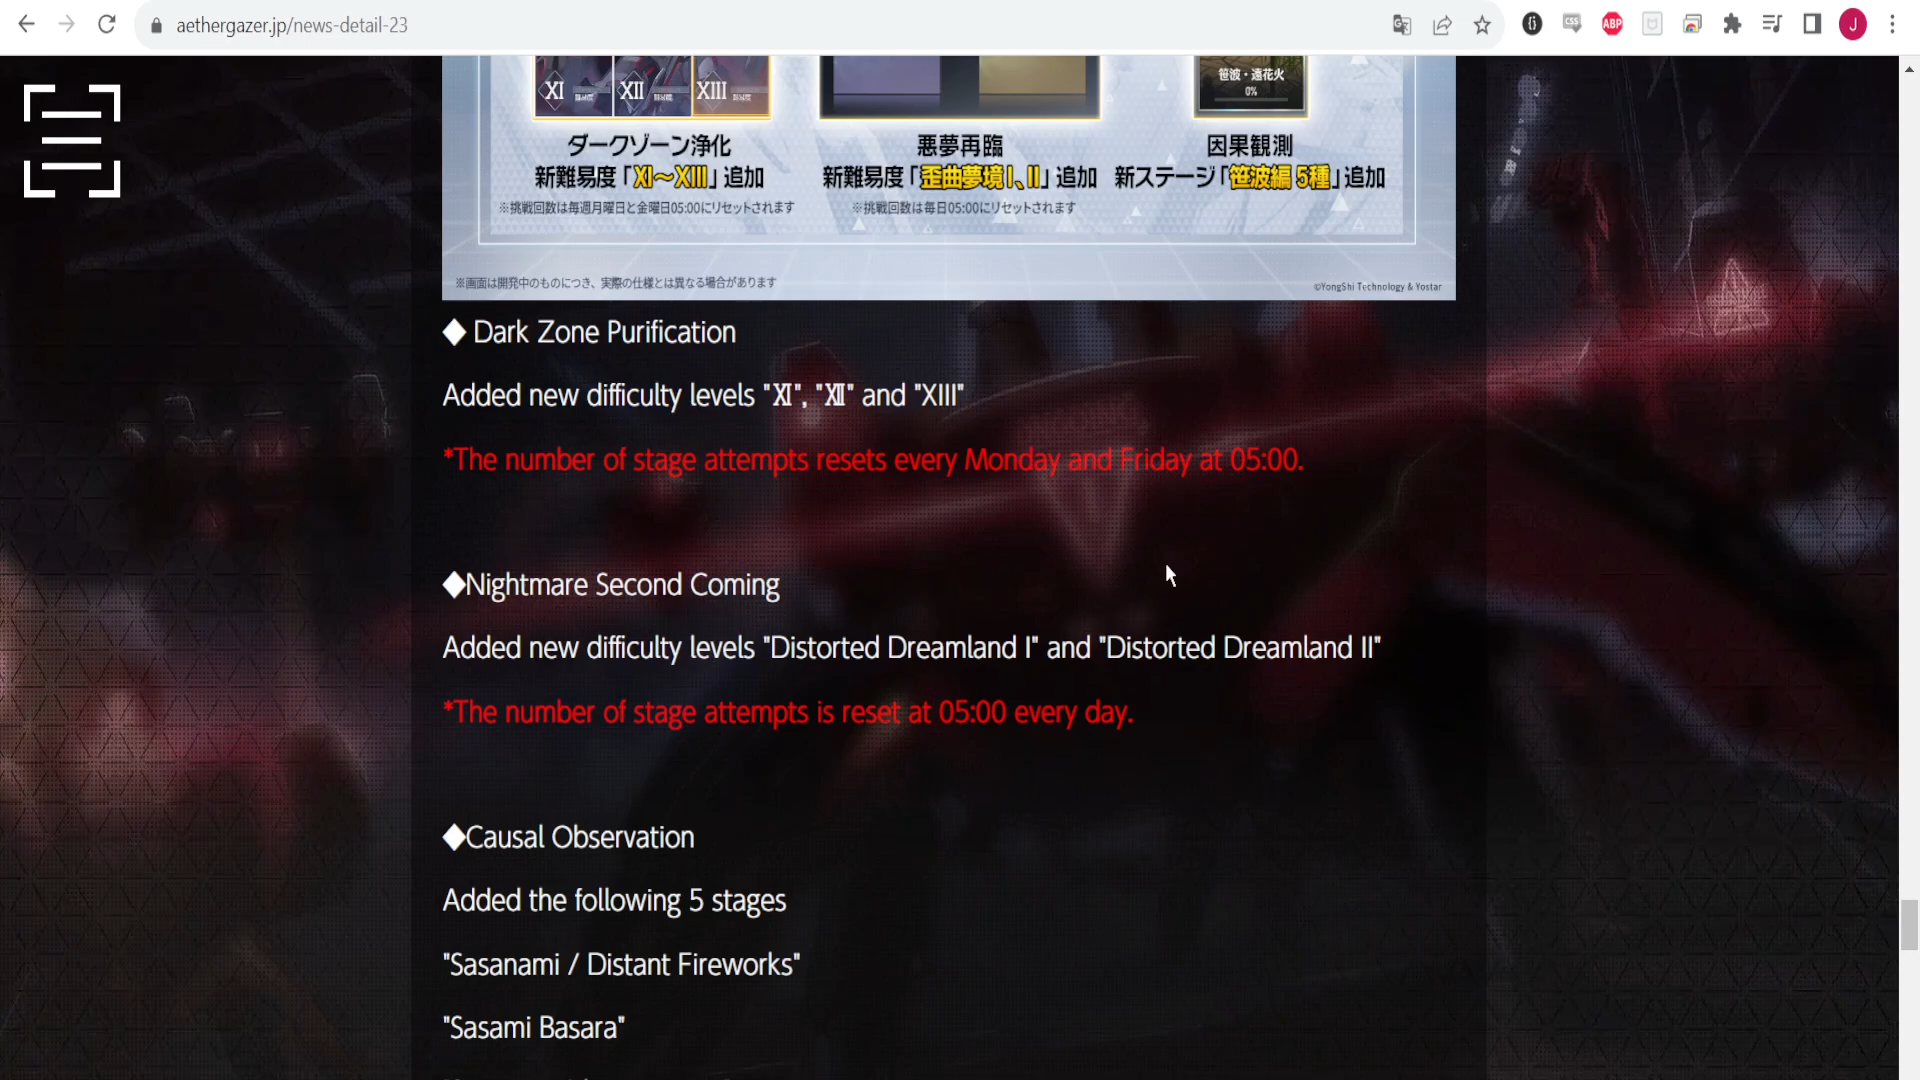 aethergazer.jp/news-detail-23
ABP
J
XI
XII
XIII
笹波・遠花火
0%
ダークゾーン浄化
新難易度「XI〜XIII」追加
※挑戦回数は毎週月曜日と金曜日05:00にリセットされます
悪夢再臨
新難易度「歪曲夢境I、II」追加
※挑戦回数は毎日05:00にリセットされます
因果観測
新ステージ「笹波編 5種」追加
※画面は開発中のものにつき、実際の仕様とは異なる場合があります
©YongShi Technology & Yostar
◆ Dark Zone Purification
Added new difficulty levels "Ⅺ", "Ⅻ" and "XIII"
*The number of stage attempts resets every Monday and Friday at 05:00.
◆Nightmare Second Coming
Added new difficulty levels "Distorted Dreamland I" and "Distorted Dreamland II"
*The number of stage attempts is reset at 05:00 every day.
◆Causal Observation
Added the following 5 stages
"Sasanami / Distant Fireworks"
"Sasami Basara"